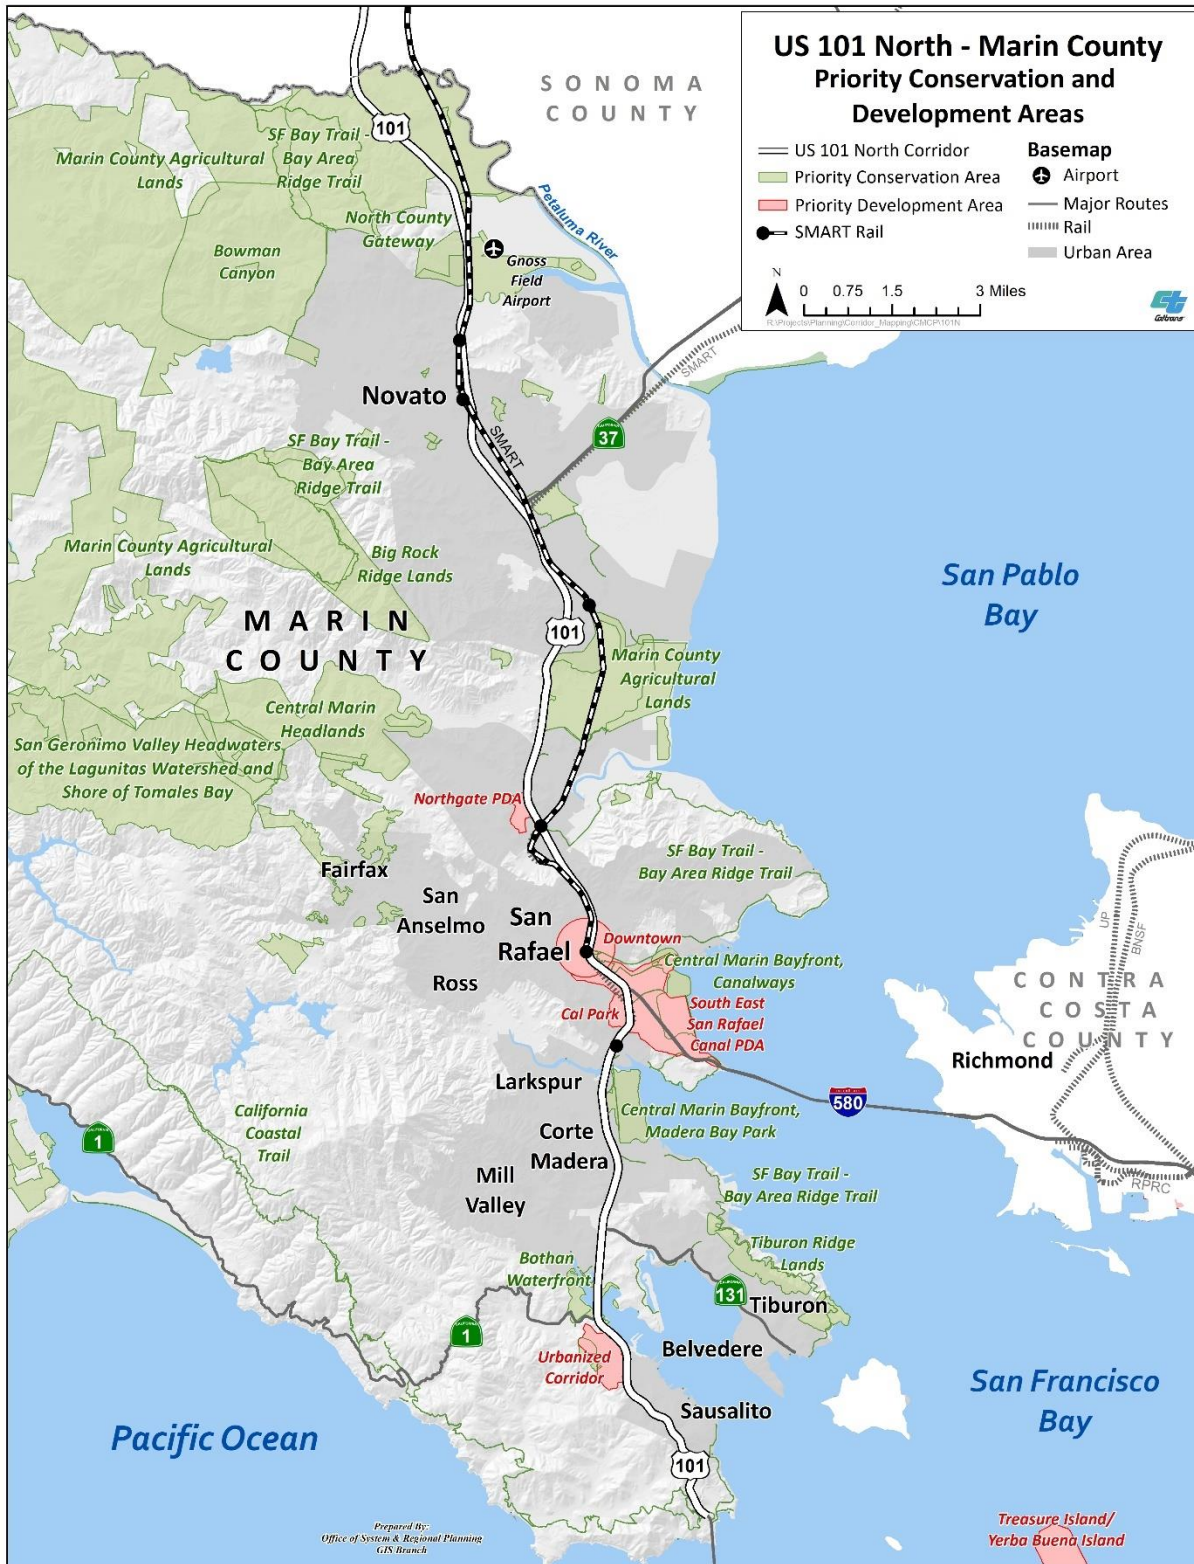 US 101 North - Marin County
Priority Conservation and
Development Areas
US 101 North Corridor
Priority Conservation Area
Priority Development Area
SMART Rail
Basemap
Airport
Major Routes
Rail
Urban Area
N
0 0.75 1.5 3 Miles
R:\Projects\Planning\Corridor_Mapping\CMCP\101N
Caltrans
SONOMA
COUNTY
101
SF Bay Trail -
Bay Area
Ridge Trail
Marin County Agricultural
Lands
Petaluma River
North County
Gateway
Bowman
Canyon
Gnoss
Field
Airport
SMART
Novato
SMART
CALIFORNIA
37
SF Bay Trail -
Bay Area
Ridge Trail
Marin County Agricultural
Lands
Big Rock
Ridge Lands
San Pablo
Bay
MARIN
COUNTY
101
Marin County
Agricultural
Lands
Central Marin
Headlands
San Geronimo Valley Headwaters
of the Lagunitas Watershed and
Shore of Tomales Bay
Northgate PDA
SF Bay Trail -
Bay Area Ridge Trail
Fairfax
San
Anselmo
San
Rafael
Downtown
Central Marin Bayfront,
Canalways
Ross
Cal Park
South East
San Rafael
Canal PDA
UP
BNSF
CONTRA
COSTA
COUNTY
Richmond
Larkspur
580
California
Coastal
Trail
CALIFORNIA
1
Central Marin Bayfront,
Madera Bay Park
Corte
Madera
Mill
Valley
SF Bay Trail -
Bay Area Ridge Trail
RPRC
Tiburon Ridge
Lands
Bothan
Waterfront
CALIFORNIA
131
Tiburon
CALIFORNIA
1
Urbanized
Corridor
Belvedere
San Francisco
Bay
Sausalito
Pacific Ocean
101
Prepared By:
Office of System & Regional Planning
GIS Branch
Treasure Island/
Yerba Buena Island